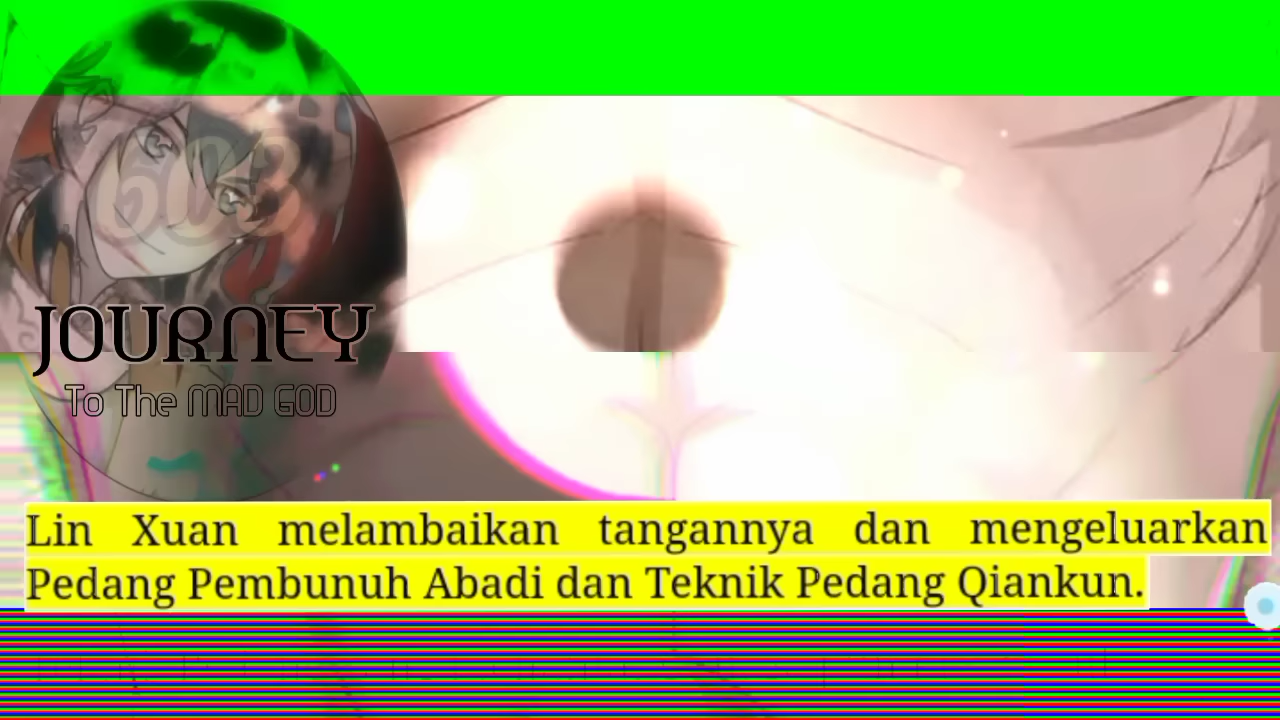 JOURNEY
To The MAD GOD
Lin Xuan melambaikan tangannya dan mengeluarkan
Pedang Pembunuh Abadi dan Teknik Pedang Qiankun.